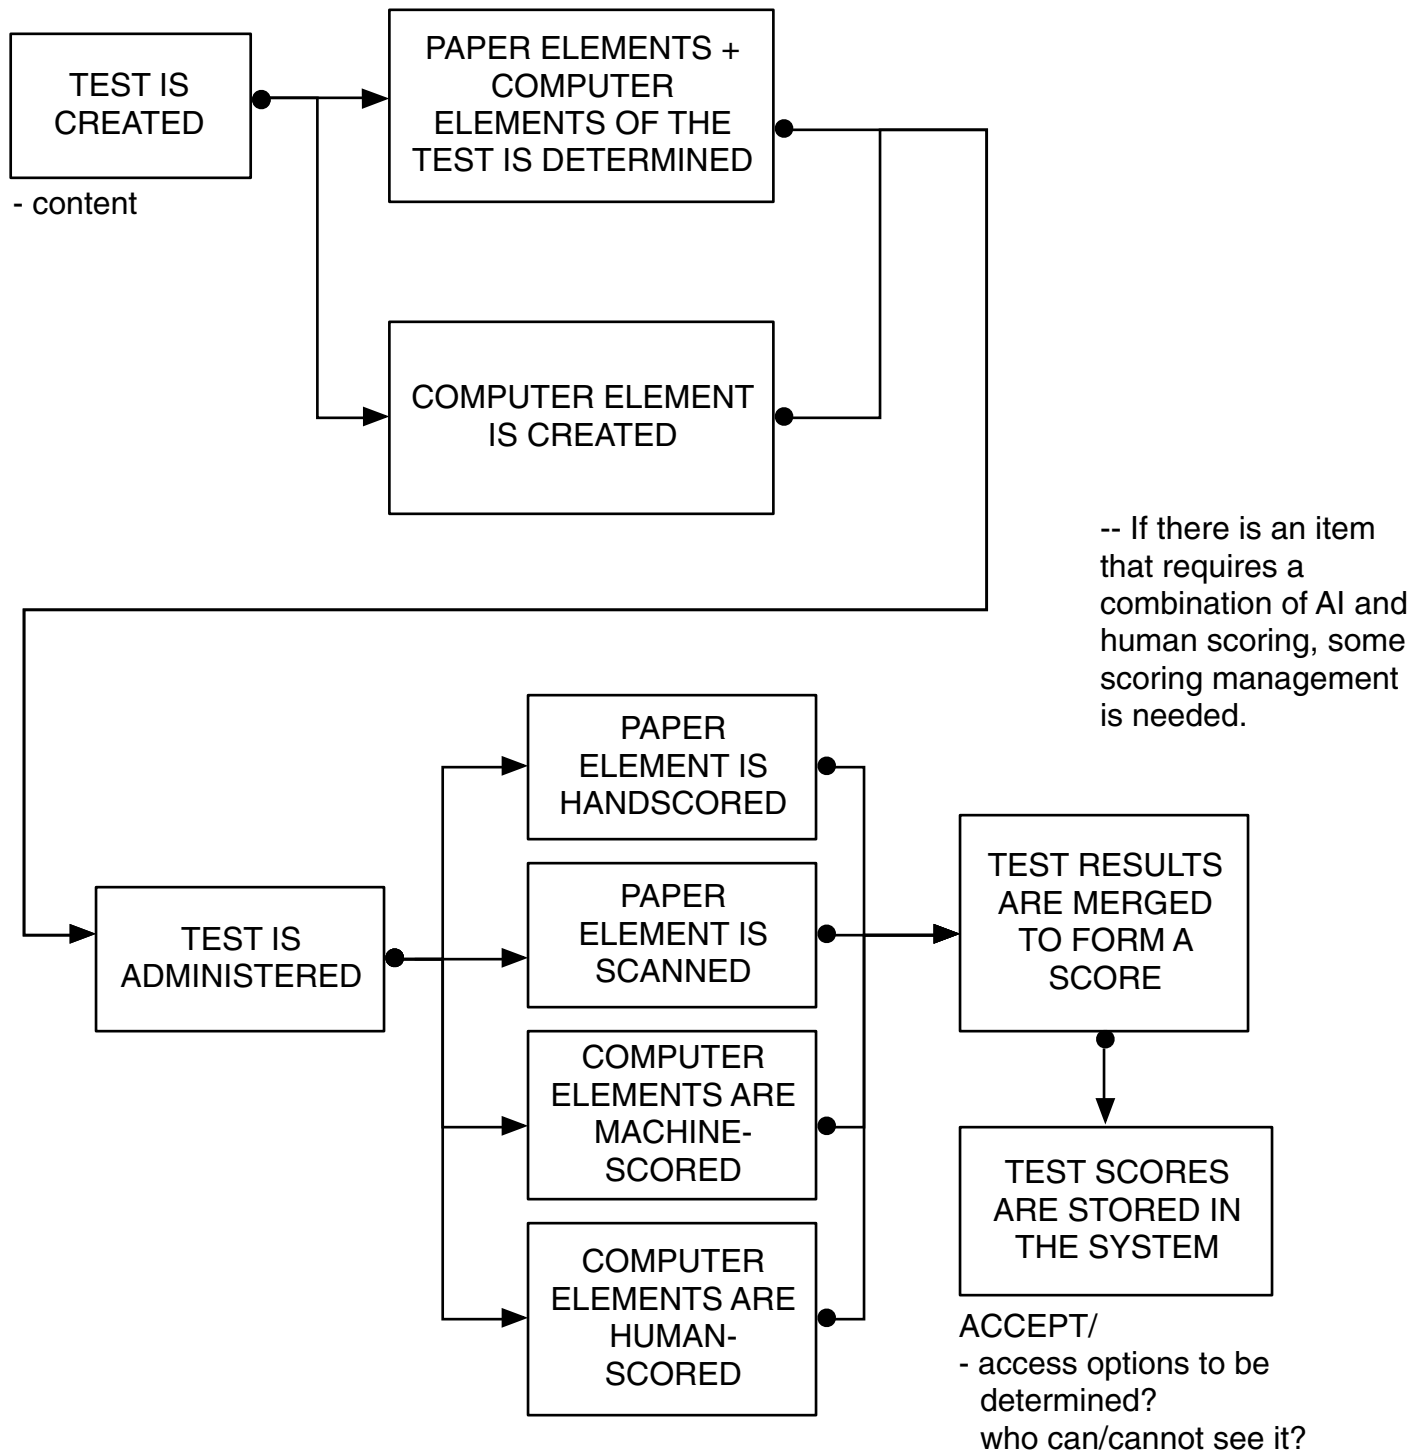 TEST IS
CREATED
- content
PAPER ELEMENTS +
COMPUTER
ELEMENTS OF THE
TEST IS DETERMINED
COMPUTER ELEMENT
IS CREATED
-- If there is an item
that requires a
combination of AI and
human scoring, some
scoring management
is needed.
TEST IS
ADMINISTERED
PAPER
ELEMENT IS
HANDSCORED
PAPER
ELEMENT IS
SCANNED
COMPUTER
ELEMENTS ARE
MACHINE-
SCORED
COMPUTER
ELEMENTS ARE
HUMAN-
SCORED
TEST RESULTS
ARE MERGED
TO FORM A
SCORE
TEST SCORES
ARE STORED IN
THE SYSTEM
ACCEPT/
- access options to be
determined?
who can/cannot see it?